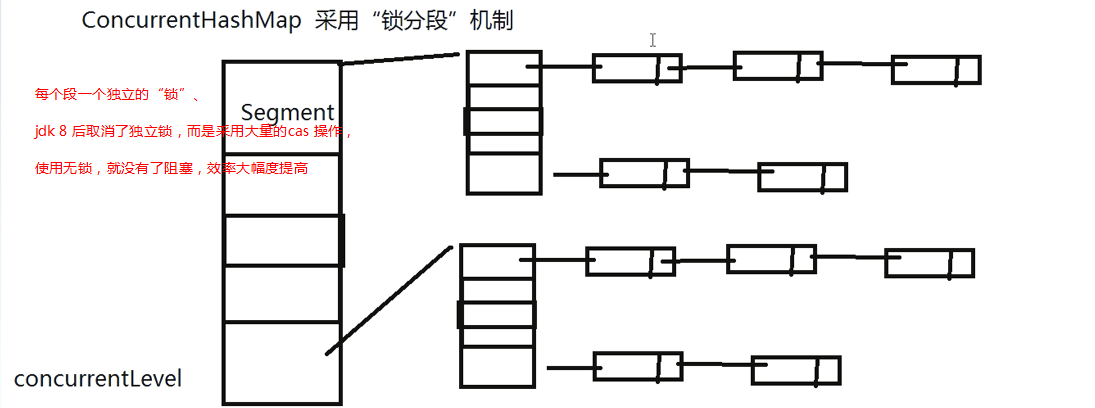 ConcurrentHashMap 采用“锁分段”机制
每个段一个独立的“锁”、
Segment
jdk 8 后取消了独立锁，而是采用大量的cas 操作，
使用无锁，就没有了阻塞，效率大幅度提高
concurrentLevel